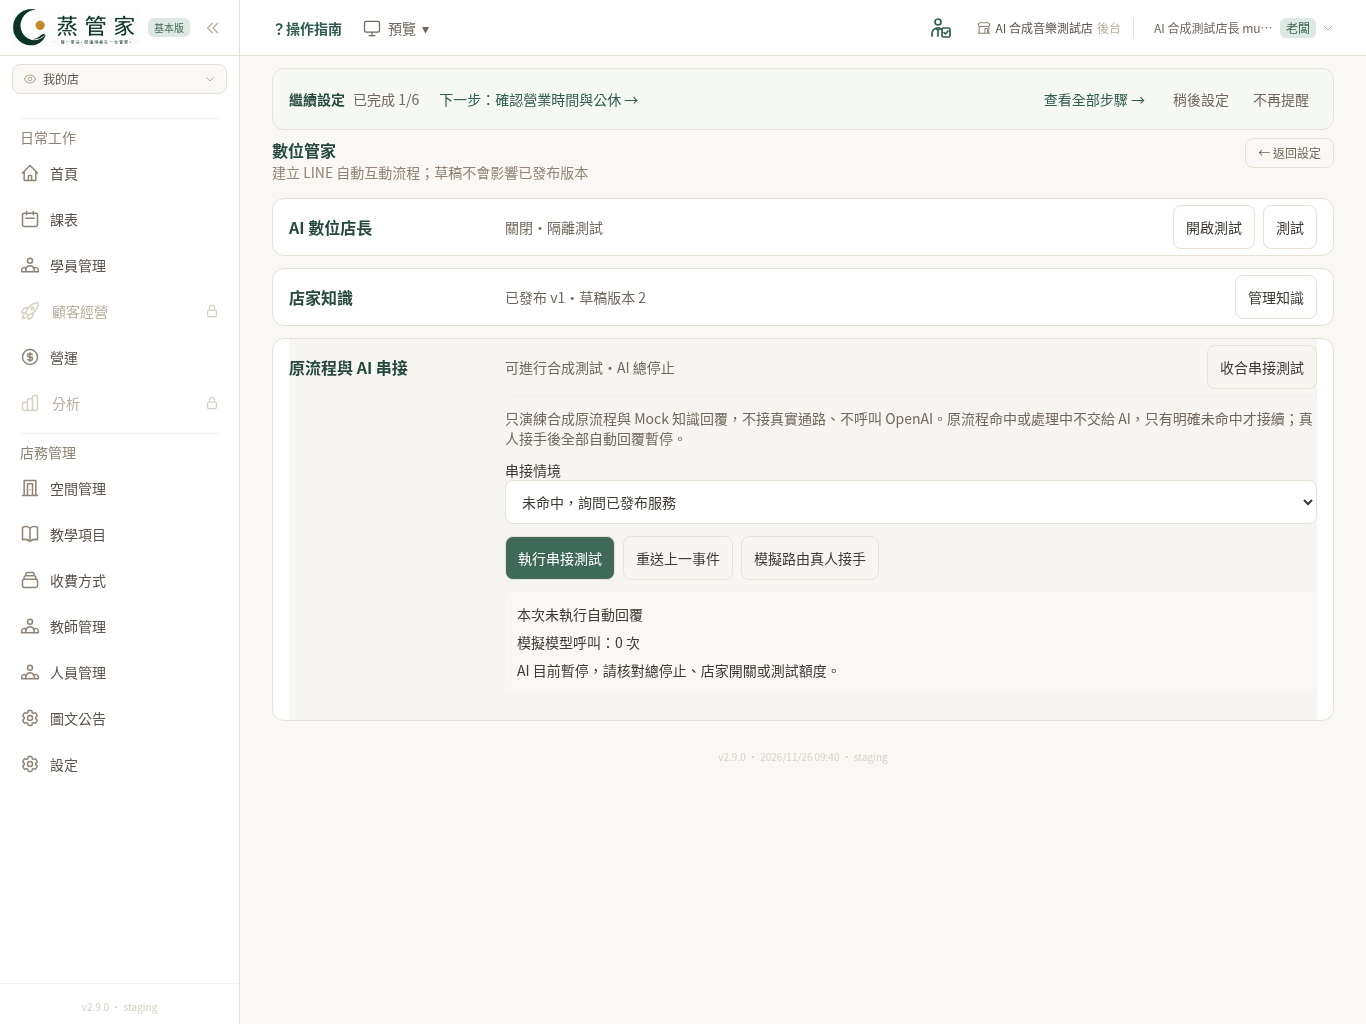 蒸管家
基本版
我的店
日常工作
首頁
課表
學員管理
顧客經營
營運
分析
店務管理
空間管理
教學項目
收費方式
教師管理
人員管理
圖文公告
設定
v2.9.0 · staging
? 操作指南
預覽 ▾
AI 合成音樂測試店 後台
AI 合成測試店長 mu…
老闆
繼續設定 已完成 1/6 下一步：確認營業時間與公休 →
查看全部步驟 → 稍後設定 不再提醒
數位管家
建立 LINE 自動互動流程；草稿不會影響已發布版本
← 返回設定
AI 數位店長
關閉・隔離測試
開啟測試
測試
店家知識
已發布 v1・草稿版本 2
管理知識
原流程與 AI 串接
可進行合成測試・AI 總停止
收合串接測試
只演練合成原流程與 Mock 知識回覆，不接真實通路、不呼叫 OpenAI。原流程命中或處理中不交給 AI，只有明確未命中才接續；真
人接手後全部自動回覆暫停。
串接情境
未命中，詢問已發布服務
執行串接測試
重送上一事件
模擬路由真人接手
本次未執行自動回覆
模擬模型呼叫：0 次
AI 目前暫停，請核對總停止、店家開關或測試額度。
v2.9.0 · 2026/11/26 09:40 · staging